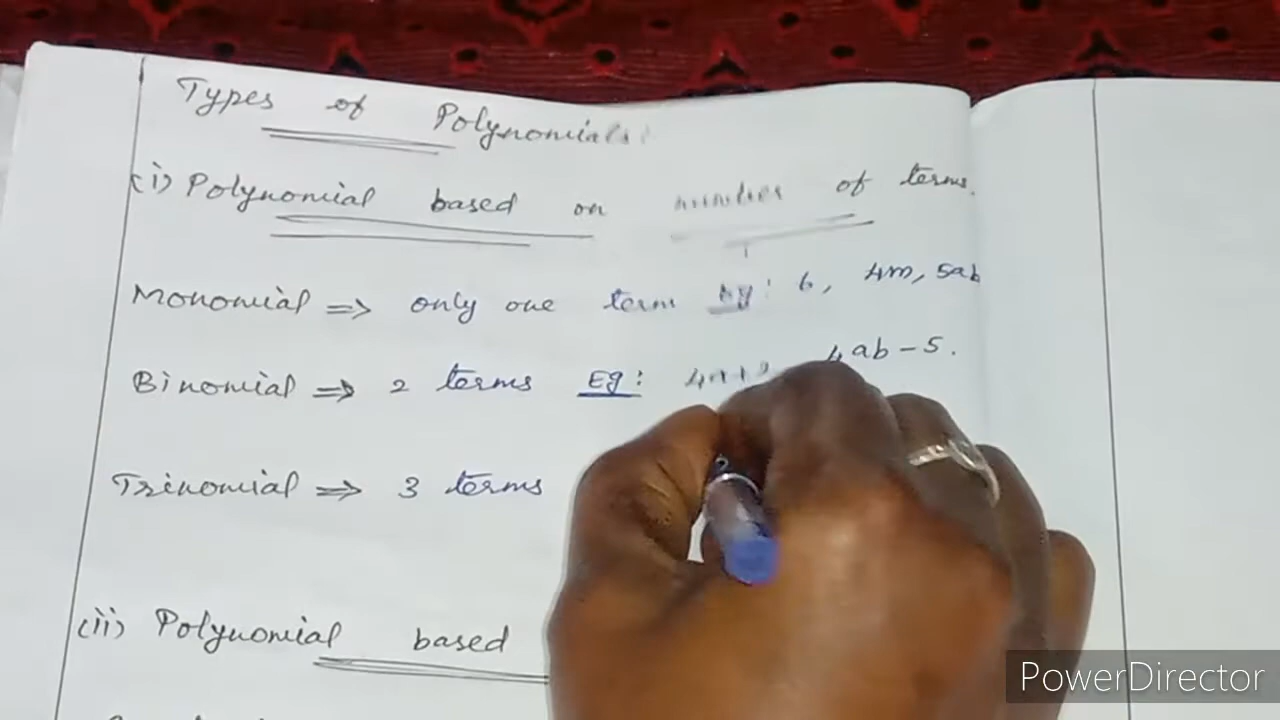 Types of Polynomials:
(i) Polynomial based on number of terms.
Monomial => only one term Eg: 6, 4m, 5ab
Binomial => 2 terms Eg: 4ab-5.
Trinomial => 3 terms
(ii) Polynomial based
PowerDirector